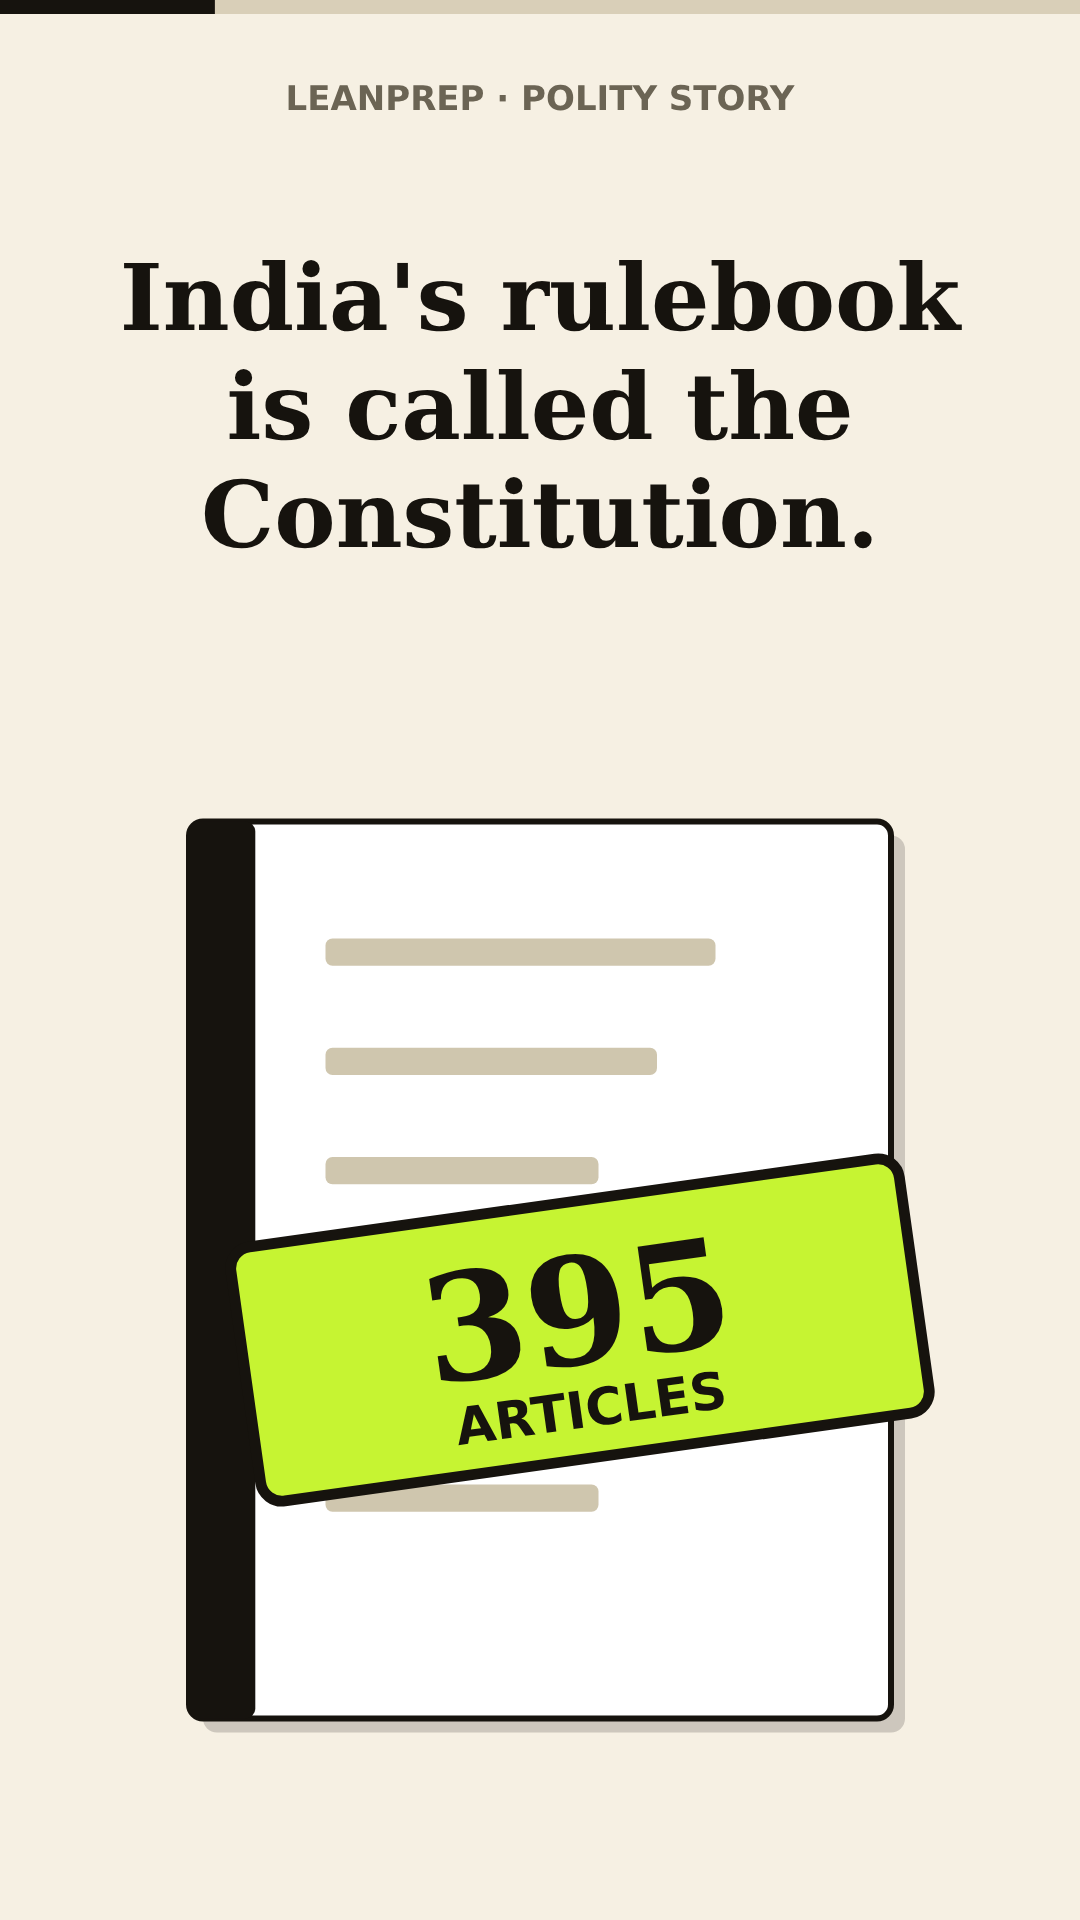 LEANPREP · POLITY STORY
India's rulebook
is called the
Constitution.
395
ARTICLES